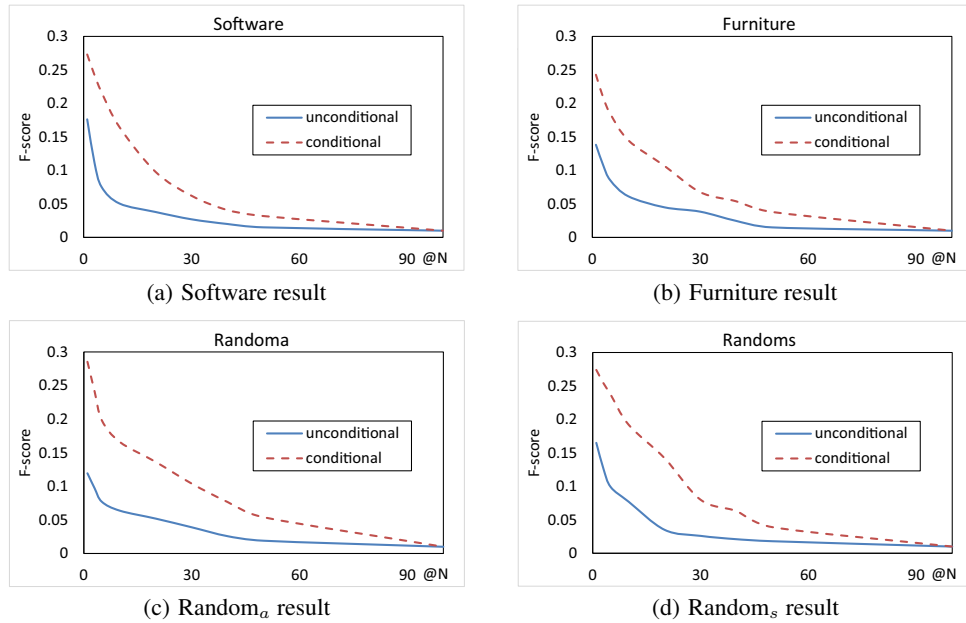 Software
0.3
0.25
0.2
0.15
0.1
0.05
0
F-score
unconditional
conditional
0 30 60 90 @N
(a) Software result
Furniture
0.3
0.25
0.2
0.15
0.1
0.05
0
F-score
unconditional
conditional
0 30 60 90 @N
(b) Furniture result
Randoma
0.3
0.25
0.2
0.15
0.1
0.05
0
F-score
unconditional
conditional
0 30 60 90 @N
(c) Randomₐ result
Randoms
0.3
0.25
0.2
0.15
0.1
0.05
0
F-score
unconditional
conditional
0 30 60 90 @N
(d) Randomₛ result